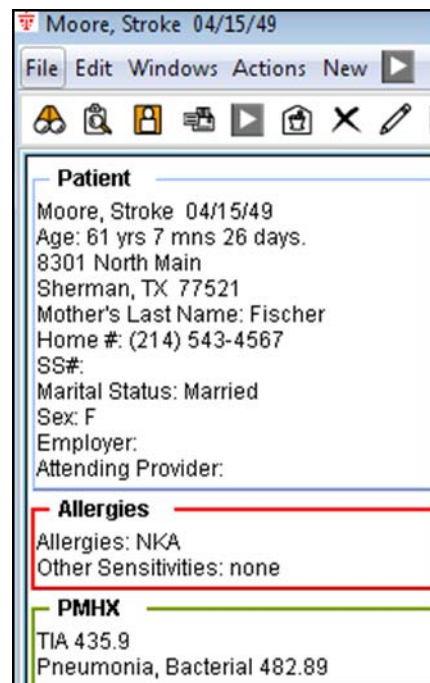 Moore, Stroke 04/15/49
File Edit Windows Actions New
Patient
Moore, Stroke 04/15/49
Age: 61 yrs 7 mns 26 days.
8301 North Main
Sherman, TX 77521
Mother's Last Name: Fischer
Home #: (214) 543-4567
SS#:
Marital Status: Married
Sex: F
Employer:
Attending Provider:
Allergies
Allergies: NKA
Other Sensitivities: none
PMHX
TIA 435.9
Pneumonia, Bacterial 482.89